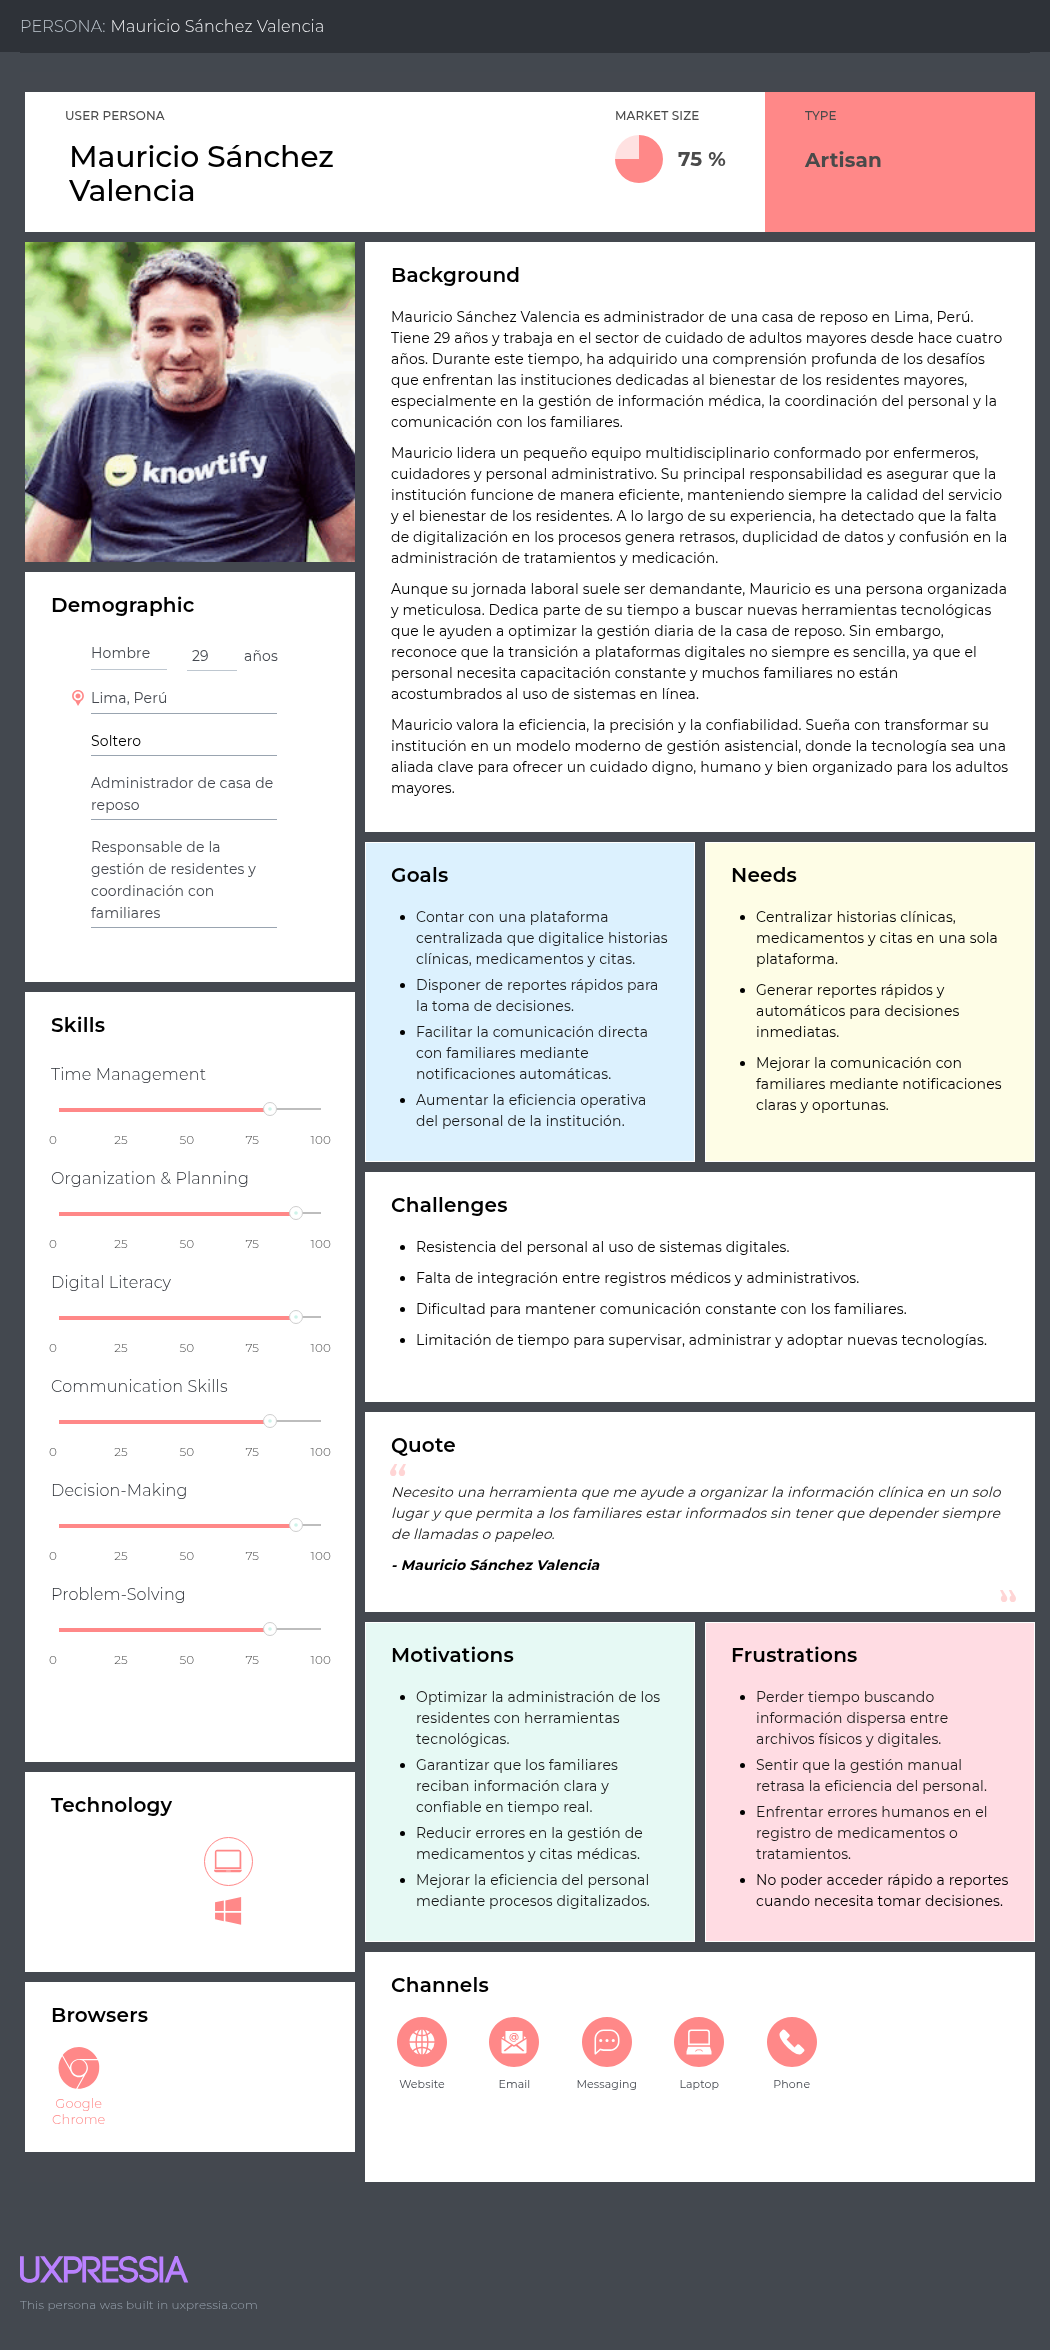 PERSONA: Mauricio Sánchez Valencia
USER PERSONA
Mauricio Sánchez
Valencia
MARKET SIZE
75 %
TYPE
Artisan
knowtify
Background
Mauricio Sánchez Valencia es administrador de una casa de reposo en Lima, Perú.
Tiene 29 años y trabaja en el sector de cuidado de adultos mayores desde hace cuatro
años. Durante este tiempo, ha adquirido una comprensión profunda de los desafíos
que enfrentan las instituciones dedicadas al bienestar de los residentes mayores,
especialmente en la gestión de información médica, la coordinación del personal y la
comunicación con los familiares.
Mauricio lidera un pequeño equipo multidisciplinario conformado por enfermeros,
cuidadores y personal administrativo. Su principal responsabilidad es asegurar que la
institución funcione de manera eficiente, manteniendo siempre la calidad del servicio
y el bienestar de los residentes. A lo largo de su experiencia, ha detectado que la falta
de digitalización en los procesos genera retrasos, duplicidad de datos y confusión en la
administración de tratamientos y medicación.
Aunque su jornada laboral suele ser demandante, Mauricio es una persona organizada
y meticulosa. Dedica parte de su tiempo a buscar nuevas herramientas tecnológicas
que le ayuden a optimizar la gestión diaria de la casa de reposo. Sin embargo,
reconoce que la transición a plataformas digitales no siempre es sencilla, ya que el
personal necesita capacitación constante y muchos familiares no están
acostumbrados al uso de sistemas en línea.
Mauricio valora la eficiencia, la precisión y la confiabilidad. Sueña con transformar su
institución en un modelo moderno de gestión asistencial, donde la tecnología sea una
aliada clave para ofrecer un cuidado digno, humano y bien organizado para los adultos
mayores.
Demographic
Hombre 29 años
Lima, Perú
Soltero
Administrador de casa de
reposo
Responsable de la
gestión de residentes y
coordinación con
familiares
Goals
Contar con una plataforma
centralizada que digitalice historias
clínicas, medicamentos y citas.
Disponer de reportes rápidos para
la toma de decisiones.
Facilitar la comunicación directa
con familiares mediante
notificaciones automáticas.
Aumentar la eficiencia operativa
del personal de la institución.
Needs
Centralizar historias clínicas,
medicamentos y citas en una sola
plataforma.
Generar reportes rápidos y
automáticos para decisiones
inmediatas.
Mejorar la comunicación con
familiares mediante notificaciones
claras y oportunas.
Skills
Time Management
0 25 50 75 100
Organization & Planning
0 25 50 75 100
Digital Literacy
0 25 50 75 100
Communication Skills
0 25 50 75 100
Decision-Making
0 25 50 75 100
Problem-Solving
0 25 50 75 100
Challenges
Resistencia del personal al uso de sistemas digitales.
Falta de integración entre registros médicos y administrativos.
Dificultad para mantener comunicación constante con los familiares.
Limitación de tiempo para supervisar, administrar y adoptar nuevas tecnologías.
Quote
“
Necesito una herramienta que me ayude a organizar la información clínica en un solo
lugar y que permita a los familiares estar informados sin tener que depender siempre
de llamadas o papeleo.
- Mauricio Sánchez Valencia
”
Motivations
Optimizar la administración de los
residentes con herramientas
tecnológicas.
Garantizar que los familiares
reciban información clara y
confiable en tiempo real.
Reducir errores en la gestión de
medicamentos y citas médicas.
Mejorar la eficiencia del personal
mediante procesos digitalizados.
Frustrations
Perder tiempo buscando
información dispersa entre
archivos físicos y digitales.
Sentir que la gestión manual
retrasa la eficiencia del personal.
Enfrentar errores humanos en el
registro de medicamentos o
tratamientos.
No poder acceder rápido a reportes
cuando necesita tomar decisiones.
Technology
Browsers
Google
Chrome
Channels
Website Email Messaging Laptop Phone
UXPRESSIA
This persona was built in uxpressia.com